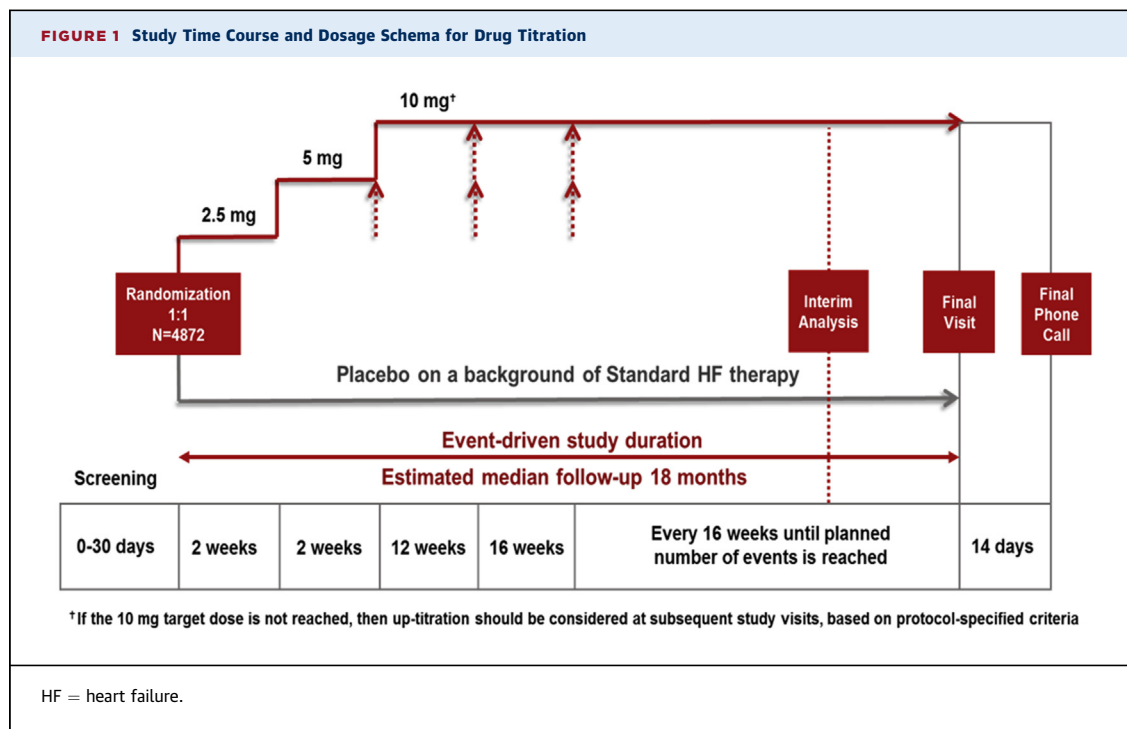 FIGURE 1 Study Time Course and Dosage Schema for Drug Titration
10 mg†
5 mg
2.5 mg
Randomization
1:1
N=4872
Interim
Analysis
Final
Visit
Final
Phone
Call
Placebo on a background of Standard HF therapy
Event-driven study duration
Screening
Estimated median follow-up 18 months
0-30 days
2 weeks
2 weeks
12 weeks
16 weeks
Every 16 weeks until planned
number of events is reached
14 days
†If the 10 mg target dose is not reached, then up-titration should be considered at subsequent study visits, based on protocol-specified criteria
HF = heart failure.